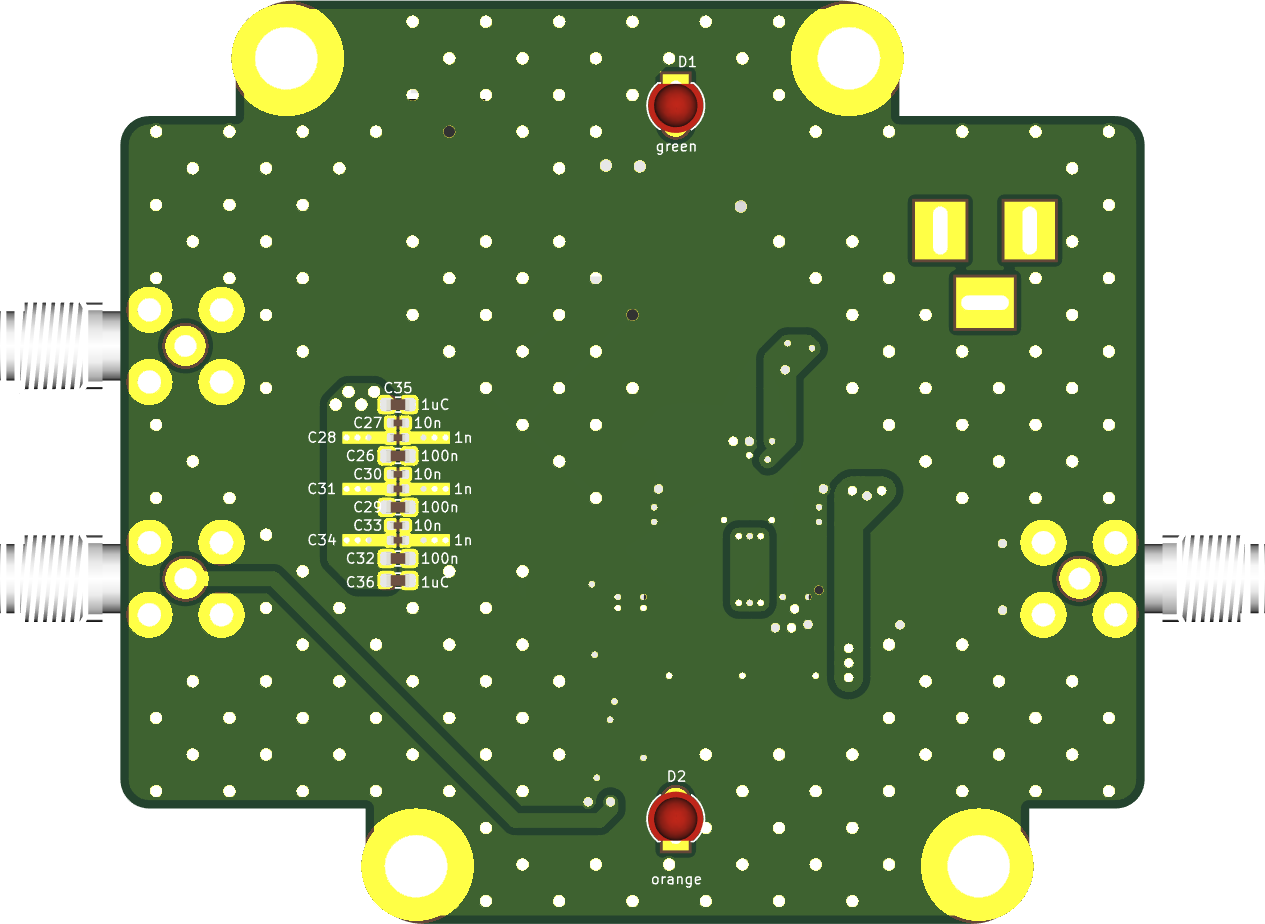 D1
green
C35 1uC
C27 10n
C28 1n
C26 100n
C30 10n
C31 1n
C29 100n
C33 10n
C34 1n
C32 100n
C36 1uC
D2
orange